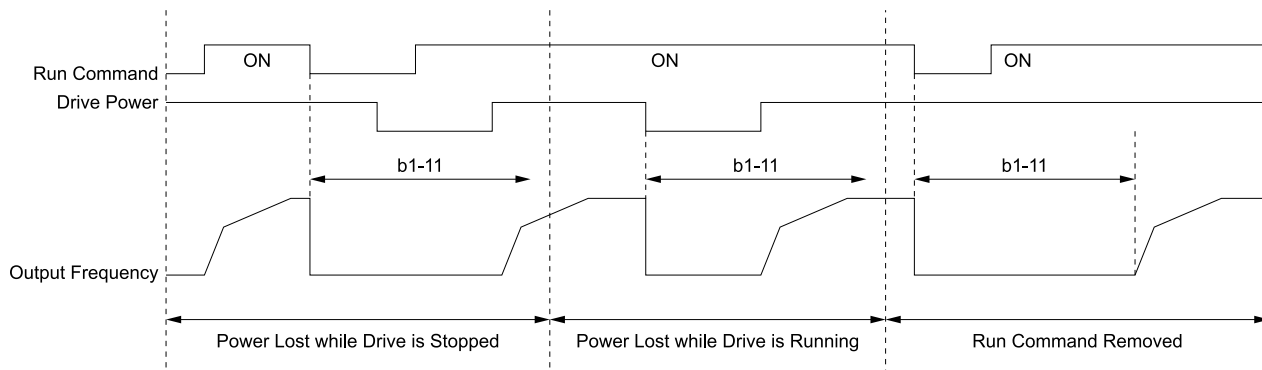 ON
ON
ON
Run Command
Drive Power
b1-11
b1-11
b1-11
Output Frequency
Power Lost while Drive is Stopped
Power Lost while Drive is Running
Run Command Removed